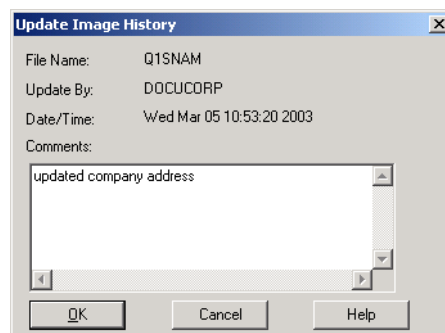 Update Image History
File Name: Q1SNAM
Update By: DOCUCORP
Date/Time: Wed Mar 05 10:53:20 2003
Comments:
updated company address
OK Cancel Help